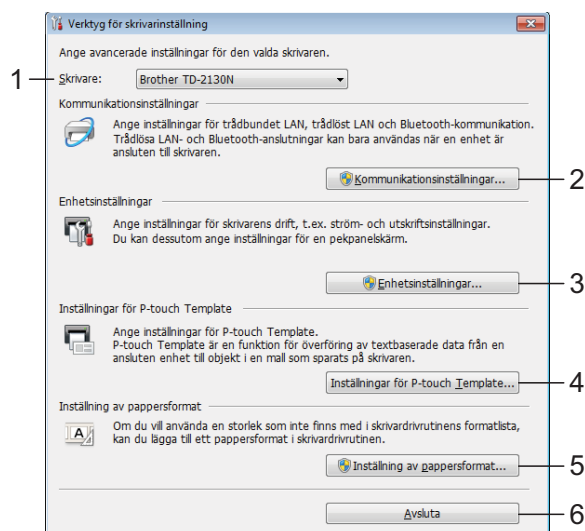 Verktyg för skrivarinställning
Ange avancerade inställningar för den valda skrivaren.
1 Skrivare: Brother TD-2130N
Kommunikationsinställningar
Ange inställningar för trådbundet LAN, trådlöst LAN och Bluetooth-kommunikation.
Trådlösa LAN- och Bluetooth-anslutningar kan bara användas när en enhet är
ansluten till skrivaren.
Kommunikationsinställningar... 2
Enhetsinställningar
Ange inställningar för skrivarens drift, t.ex. ström- och utskriftsinställningar.
Du kan dessutom ange inställningar för en pekpanelskärm.
Enhetsinställningar... 3
Inställningar för P-touch Template
Ange inställningar för P-touch Template.
P-touch Template är en funktion för överföring av textbaserade data från en
ansluten enhet till objekt i en mall som sparats på skrivaren.
Inställningar för P-touch Template... 4
Inställning av pappersformat
Om du vill använda en storlek som inte finns med i skrivardrivrutinens formatlista,
kan du lägga till ett pappersformat i skrivardrivrutinen.
Inställning av pappersformat... 5
Avsluta 6